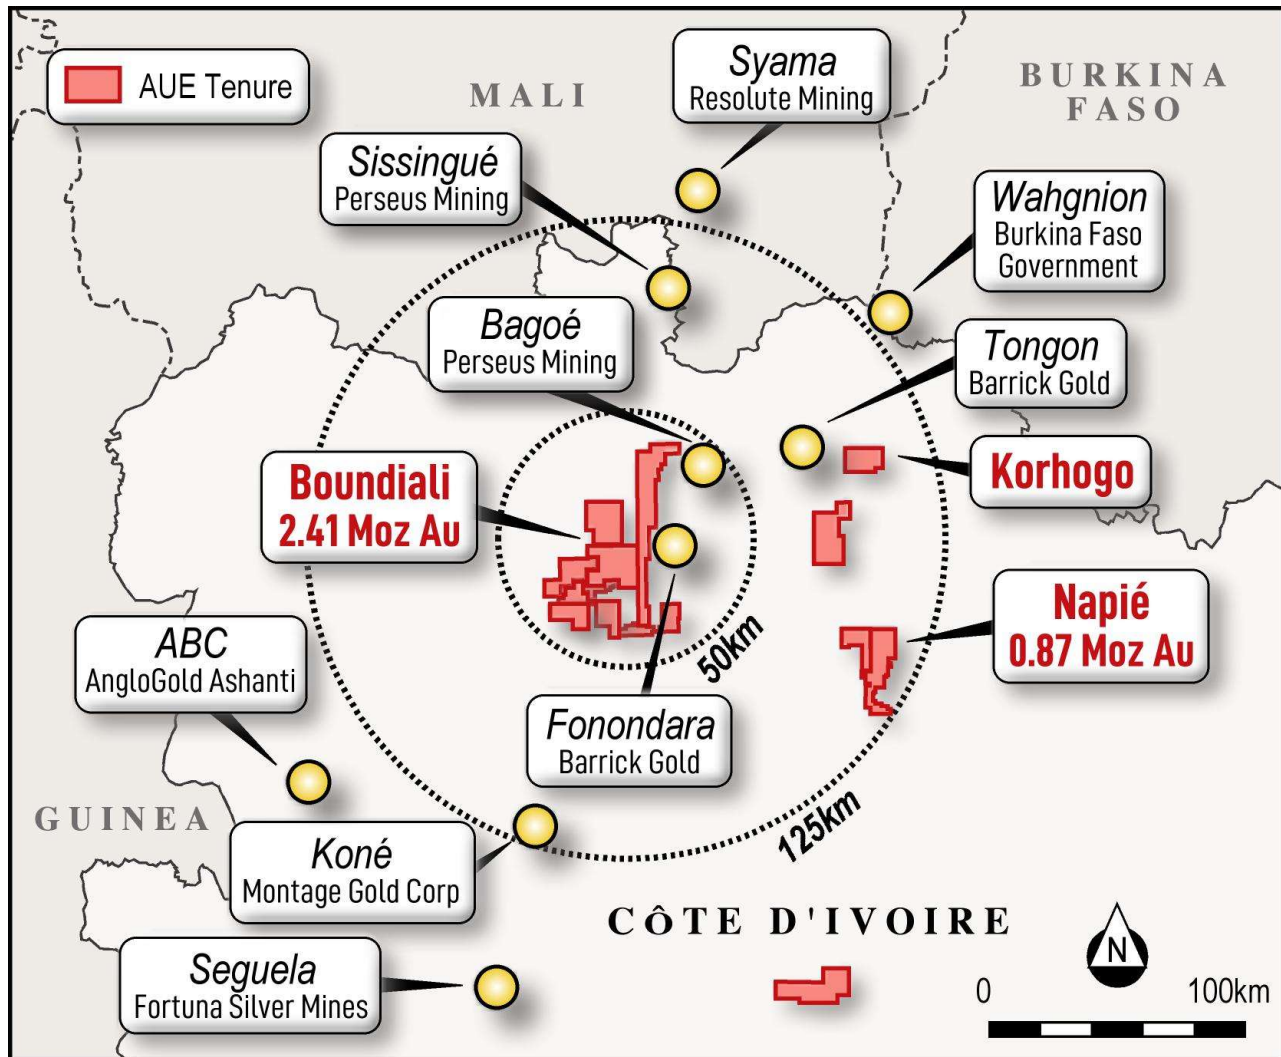 AUE Tenure
MALI
Syama
Resolute Mining
BURKINA
FASO
Sissingué
Perseus Mining
Wahgnion
Burkina Faso
Government
Bagoé
Perseus Mining
Tongon
Barrick Gold
Boundiali
2.41 Moz Au
Korhogo
Napié
0.87 Moz Au
50km
ABC
AngloGold Ashanti
Fonondara
Barrick Gold
125km
GUINEA
Koné
Montage Gold Corp
CÔTE D'IVOIRE
N
Seguela
Fortuna Silver Mines
0 100km